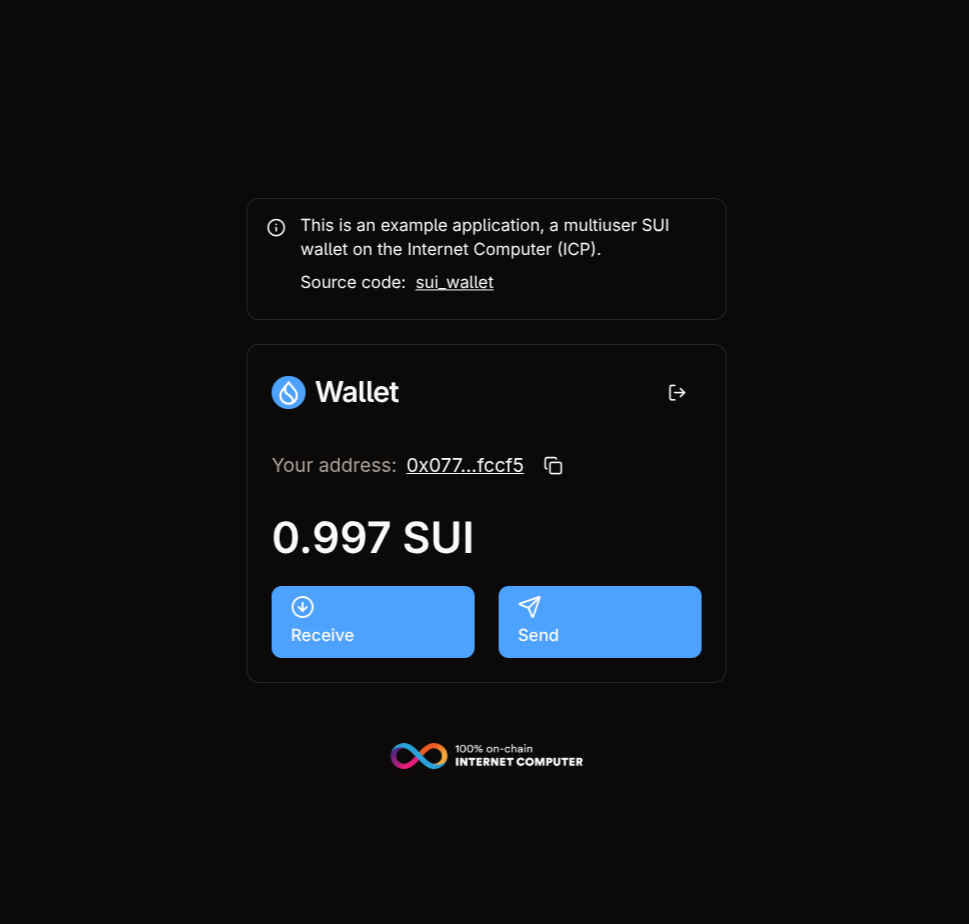 This is an example application, a multiuser SUI
wallet on the Internet Computer (ICP).
Source code: sui_wallet
Wallet
Your address: 0x077...fccf5
0.997 SUI
Receive
Send
100% on-chain
INTERNET COMPUTER